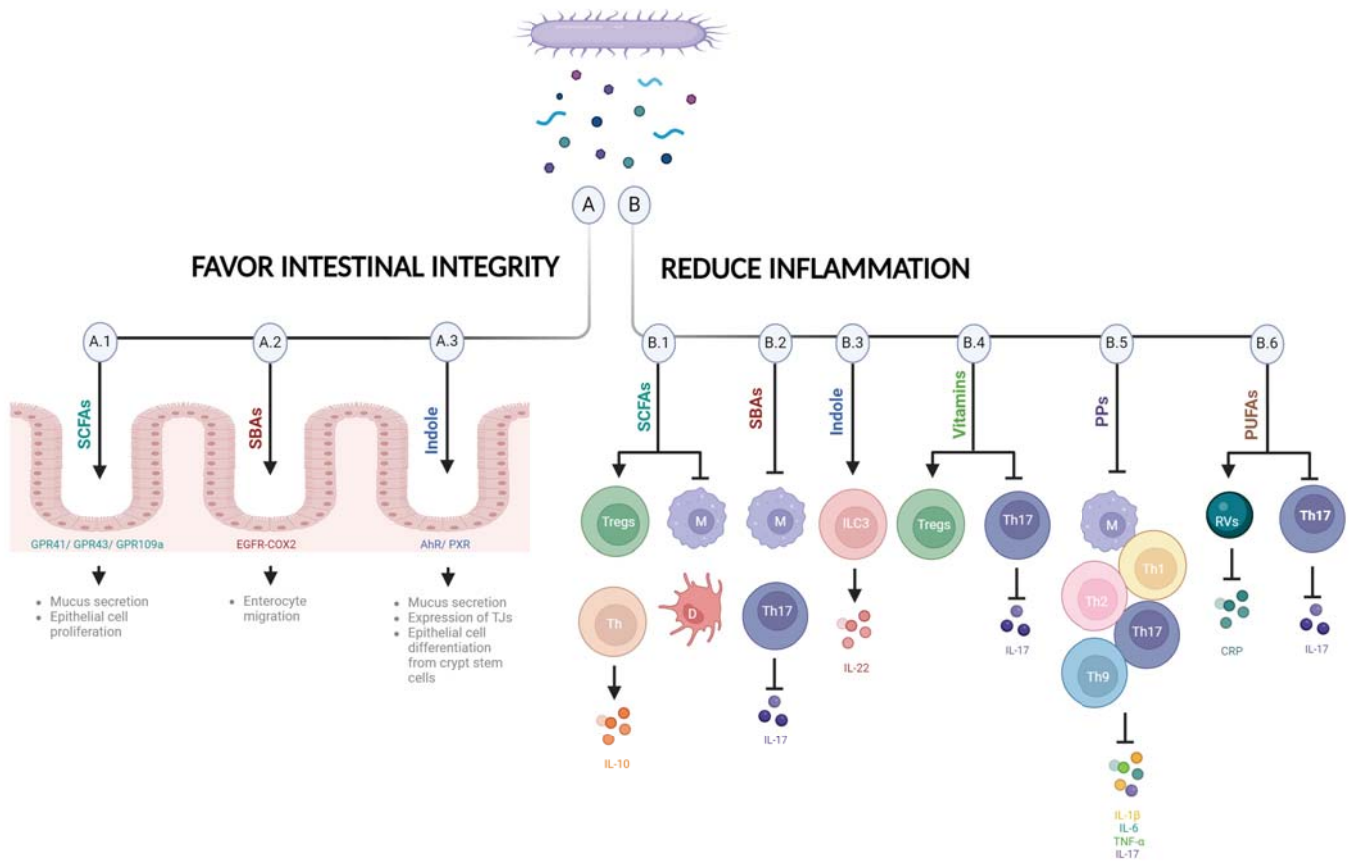 A
B
FAVOR INTESTINAL INTEGRITY
REDUCE INFLAMMATION
A.1
A.2
A.3
SCFAs
SBAs
Indole
GPR41/ GPR43/ GPR109a
EGFR-COX2
AhR/ PXR
• Mucus secretion
• Epithelial cell
proliferation
• Enterocyte
migration
• Mucus secretion
• Expression of TJs
• Epithelial cell
differentiation
from crypt stem
cells
B.1
B.2
B.3
B.4
B.5
B.6
SCFAs
SBAs
Indole
Vitamins
PPs
PUFAs
Tregs
M
Th
D
IL-10
M
Th17
IL-17
ILC3
IL-22
Tregs
Th17
IL-17
M
Th1
Th2
Th17
Th9
IL-1β
IL-6
TNF-α
IL-17
RVs
CRP
Th17
IL-17